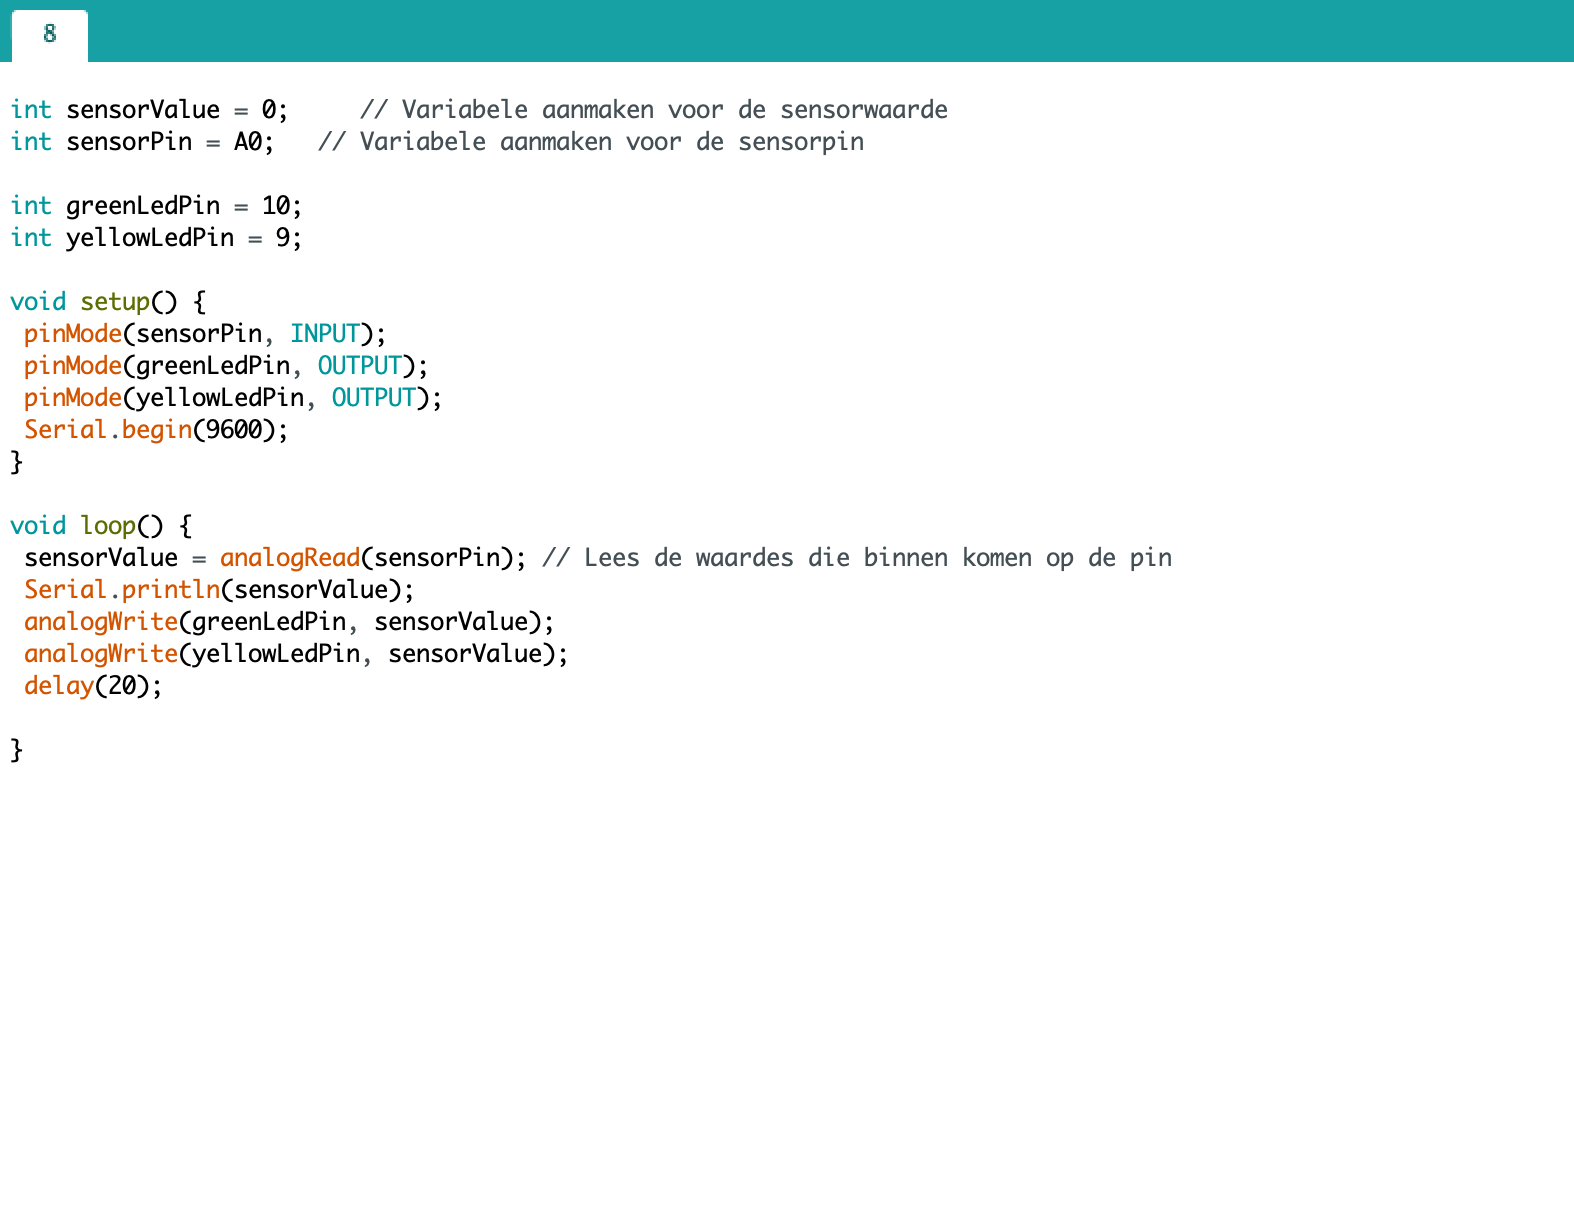 8
int sensorValue = 0;     // Variabele aanmaken voor de sensorwaarde
int sensorPin = A0;   // Variabele aanmaken voor de sensorpin
int greenLedPin = 10;
int yellowLedPin = 9;
void setup() {
 pinMode(sensorPin, INPUT);
 pinMode(greenLedPin, OUTPUT);
 pinMode(yellowLedPin, OUTPUT);
 Serial.begin(9600);
}
void loop() {
 sensorValue = analogRead(sensorPin); // Lees de waardes die binnen komen op de pin
 Serial.println(sensorValue);
 analogWrite(greenLedPin, sensorValue);
 analogWrite(yellowLedPin, sensorValue);
 delay(20);
}